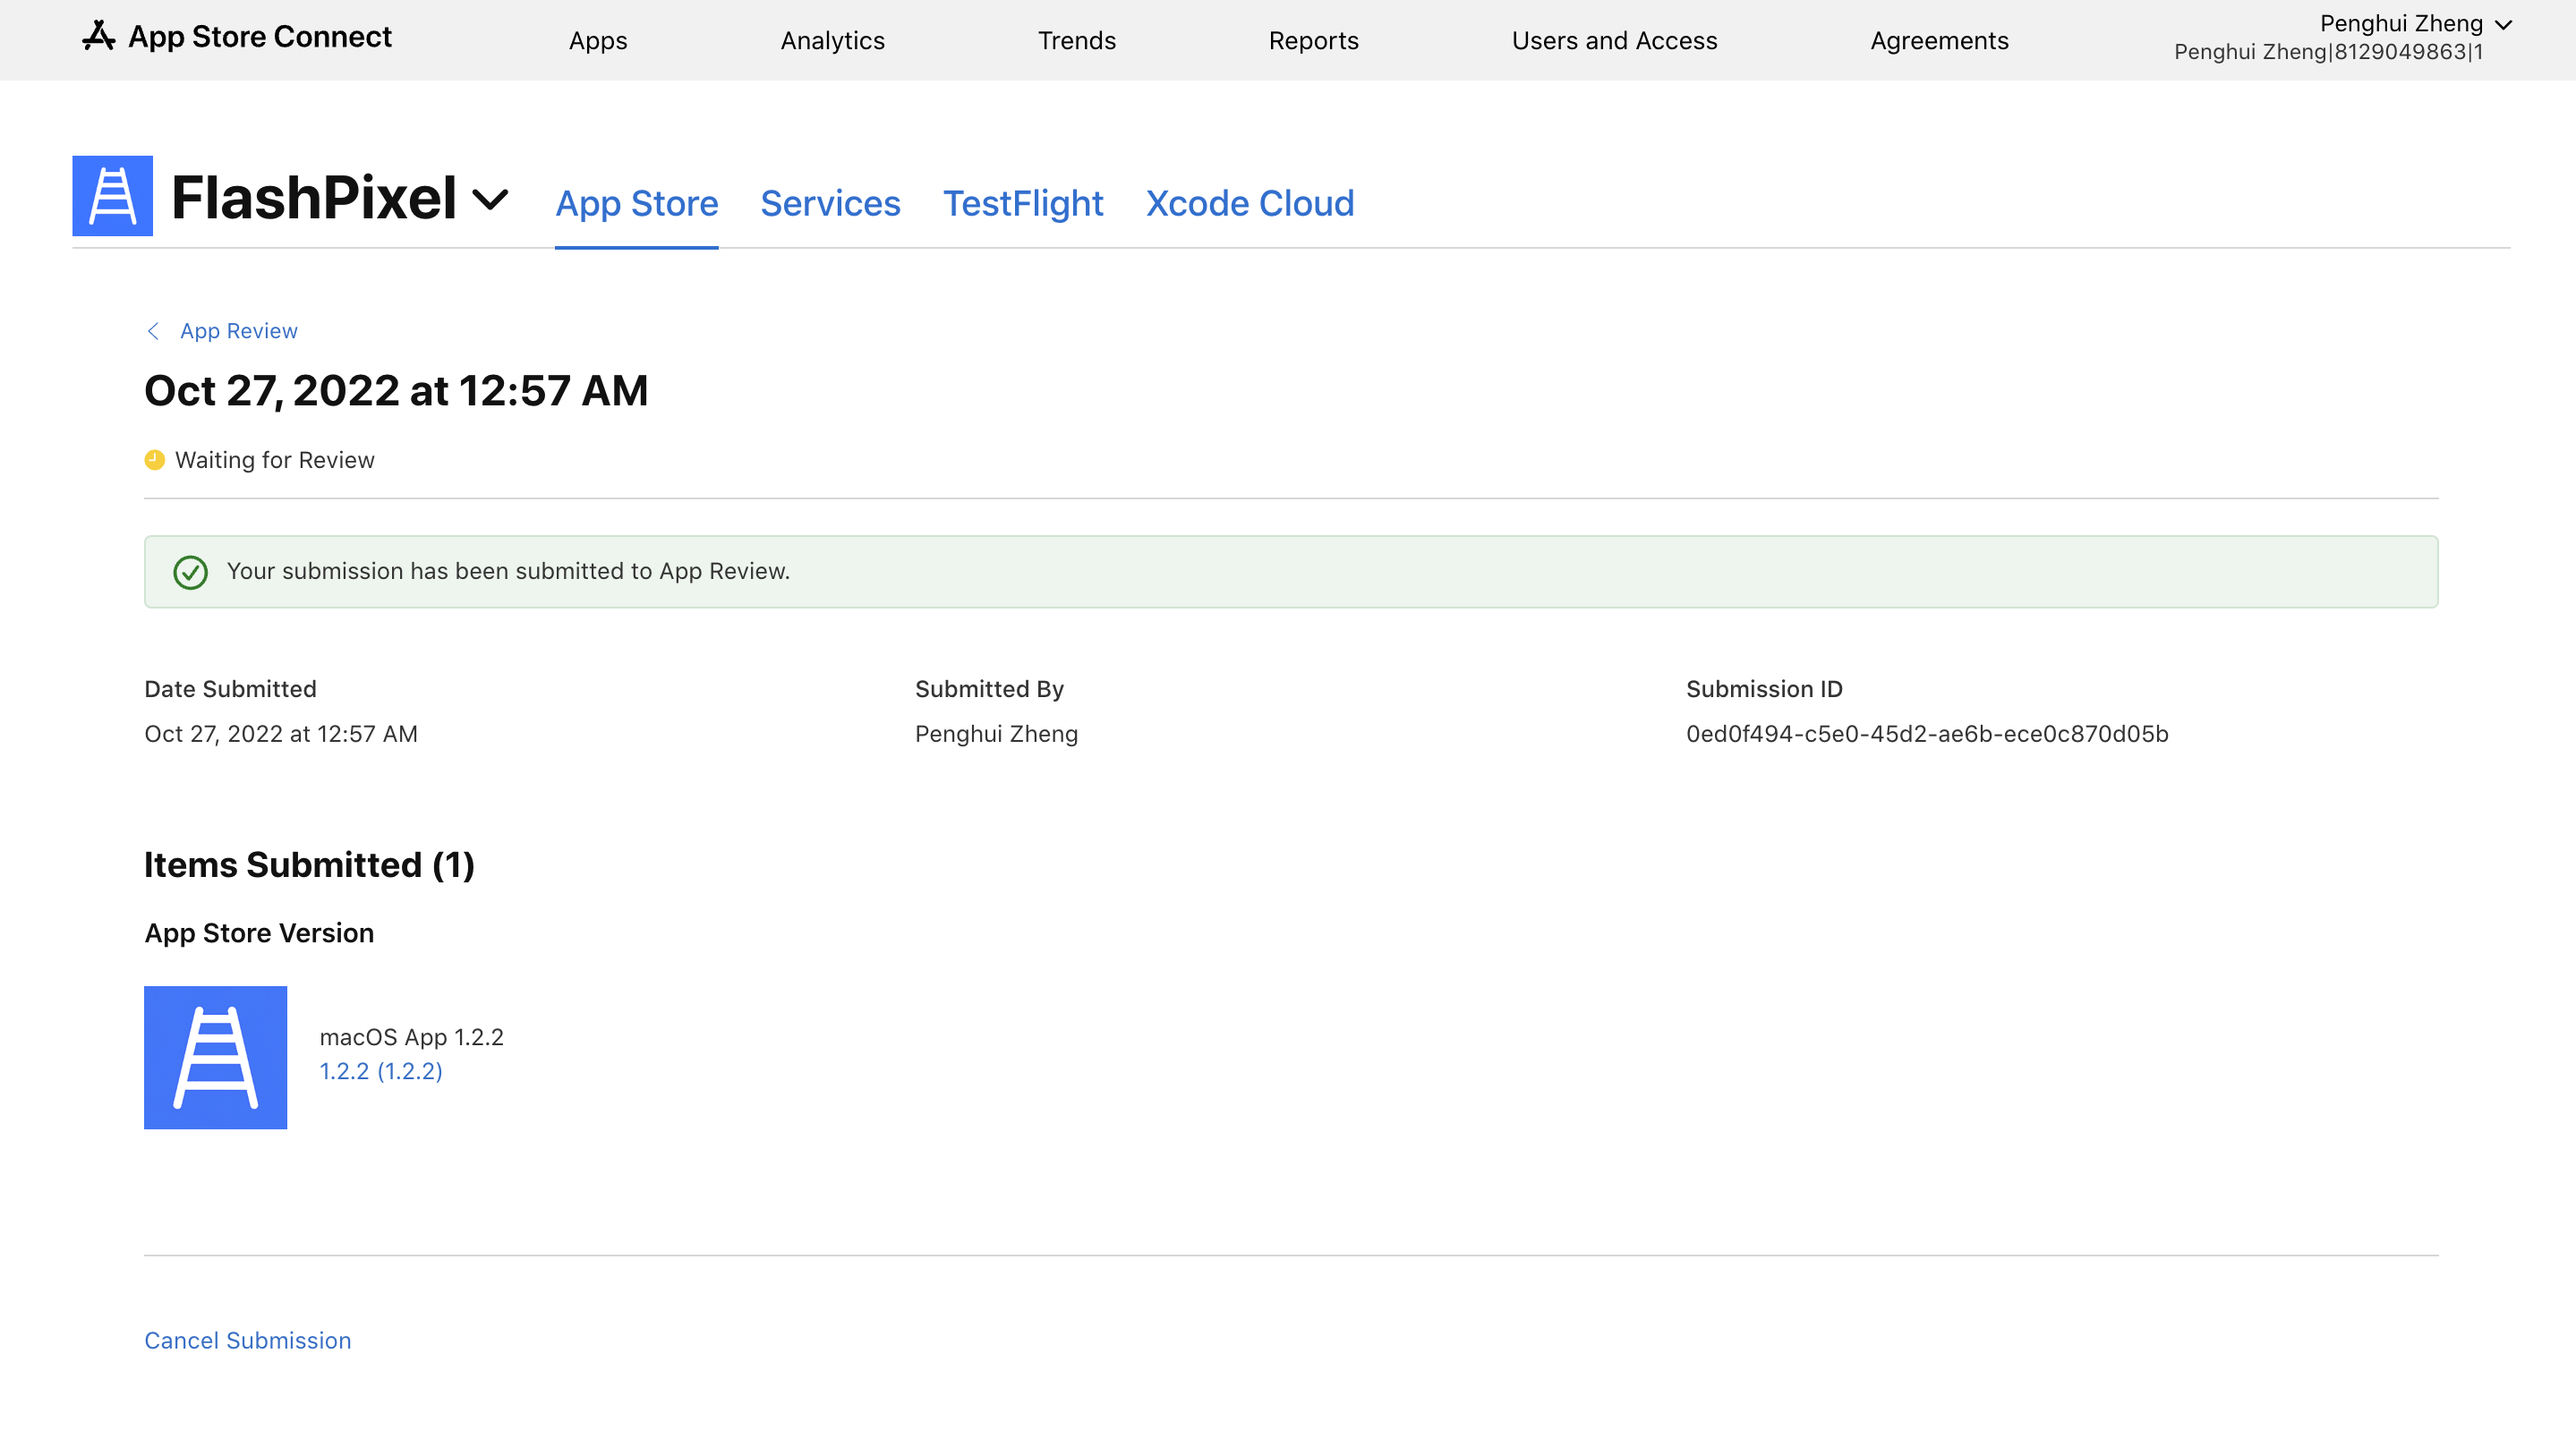 App Store Connect
Apps
Analytics
Trends
Reports
Users and Access
Agreements
Penghui Zheng
Penghui Zheng|8129049863|1
FlashPixel
App Store
Services
TestFlight
Xcode Cloud
App Review
Oct 27, 2022 at 12:57 AM
Waiting for Review
Your submission has been submitted to App Review.
Date Submitted
Oct 27, 2022 at 12:57 AM
Submitted By
Penghui Zheng
Submission ID
0ed0f494-c5e0-45d2-ae6b-ece0c870d05b
Items Submitted (1)
App Store Version
macOS App 1.2.2
1.2.2 (1.2.2)
Cancel Submission